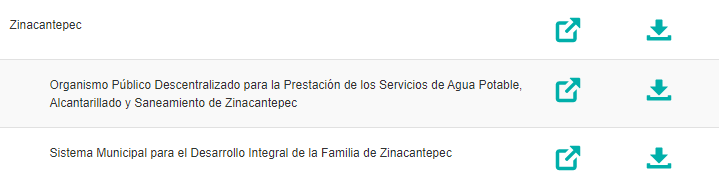 Zinacantepec
Organismo Público Descentralizado para la Prestación de los Servicios de Agua Potable,
Alcantarillado y Saneamiento de Zinacantepec
Sistema Municipal para el Desarrollo Integral de la Familia de Zinacantepec